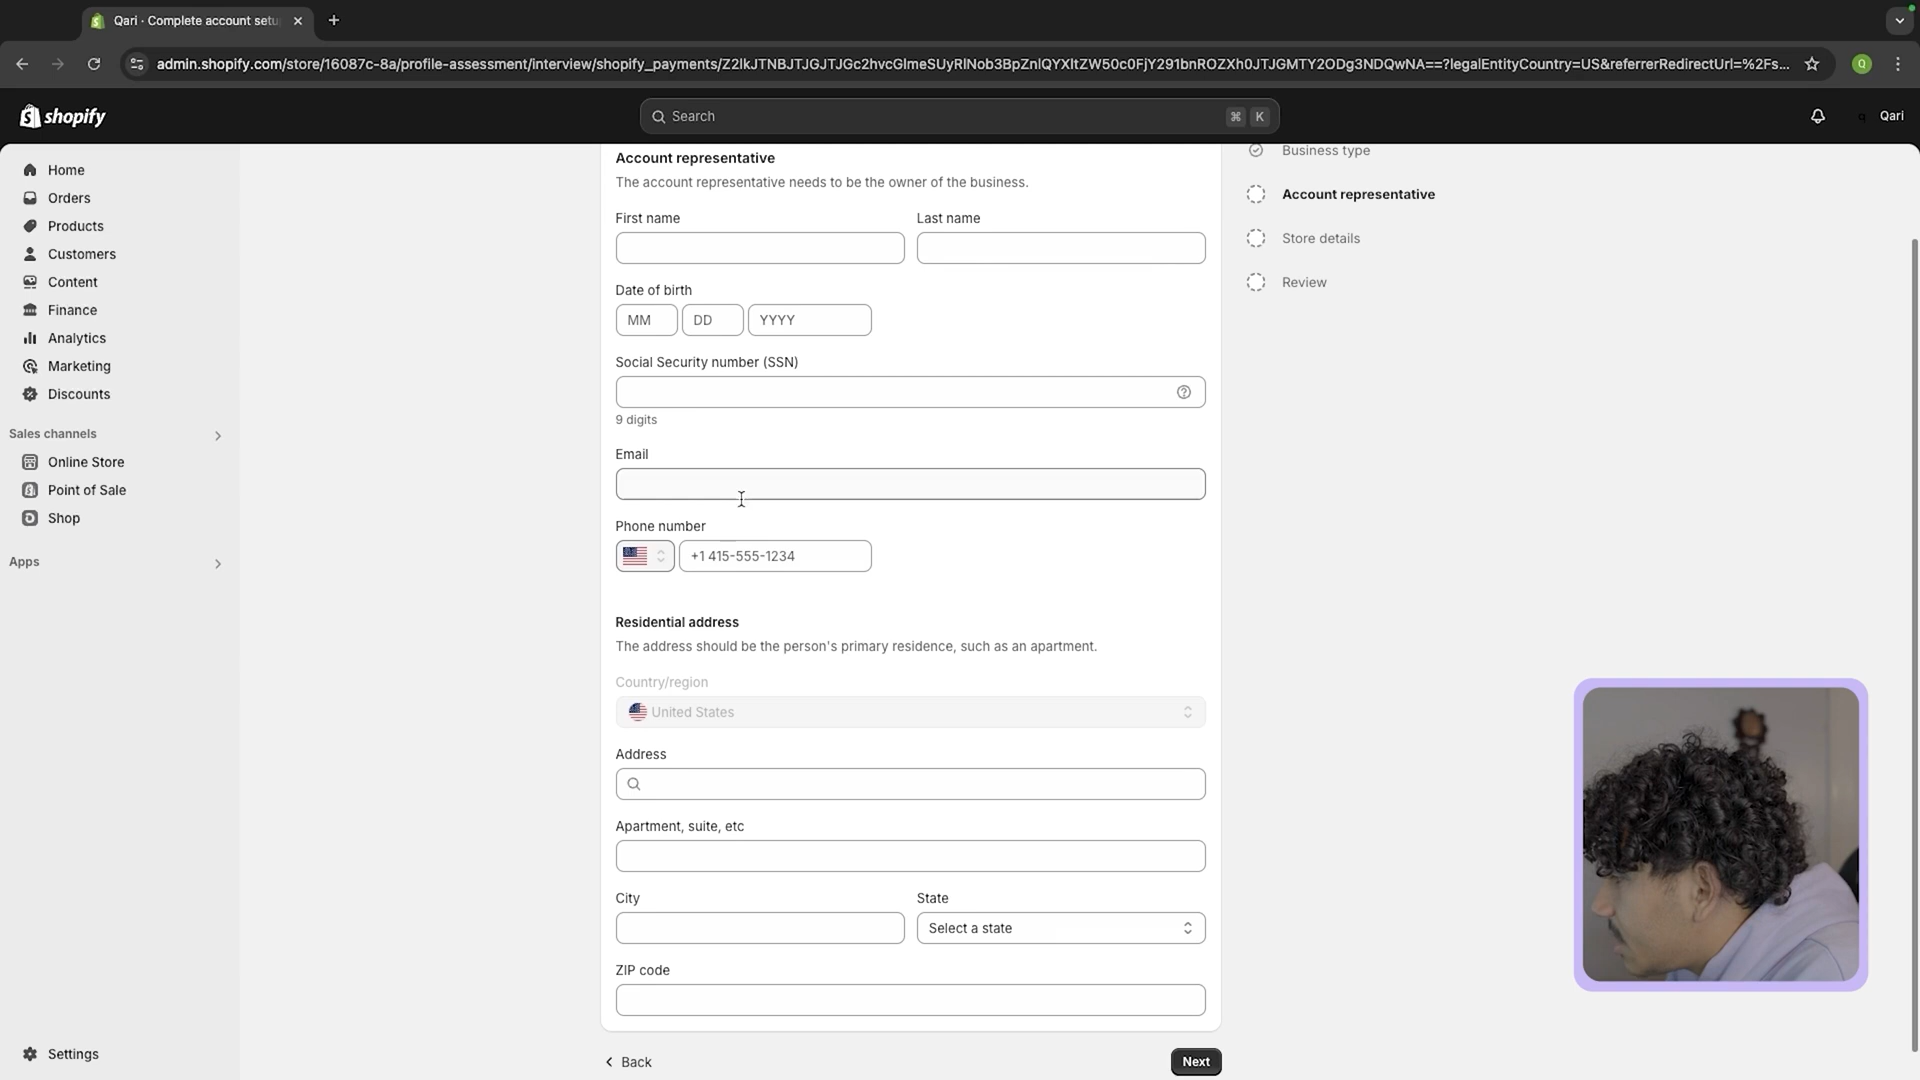 Qari · Complete account setu
admin.shopify.com/store/16087c-8a/profile-assessment/interview/shopify_payments/Z2lkJTNBJTJGJTJGc2hvcGlmeSUyRlNob3BpZnlQYXltZW50c0FjY291bnROZXh0JTJGMTY2ODg3NDQwNA==?legalEntityCountry=US&referrerRedirectUrl=%2Fs...
Q
shopify
Search
⌘ K
Qari
Home
Orders
Products
Customers
Content
Finance
Analytics
Marketing
Discounts
Sales channels
Online Store
Point of Sale
Shop
Apps
Settings
Account representative
The account representative needs to be the owner of the business.
First name
Last name
Date of birth
MM
DD
YYYY
Social Security number (SSN)
9 digits
Email
Phone number
+1 415-555-1234
Residential address
The address should be the person's primary residence, such as an apartment.
Country/region
United States
Address
Apartment, suite, etc
City
State
Select a state
ZIP code
Back
Next
Business type
Account representative
Store details
Review